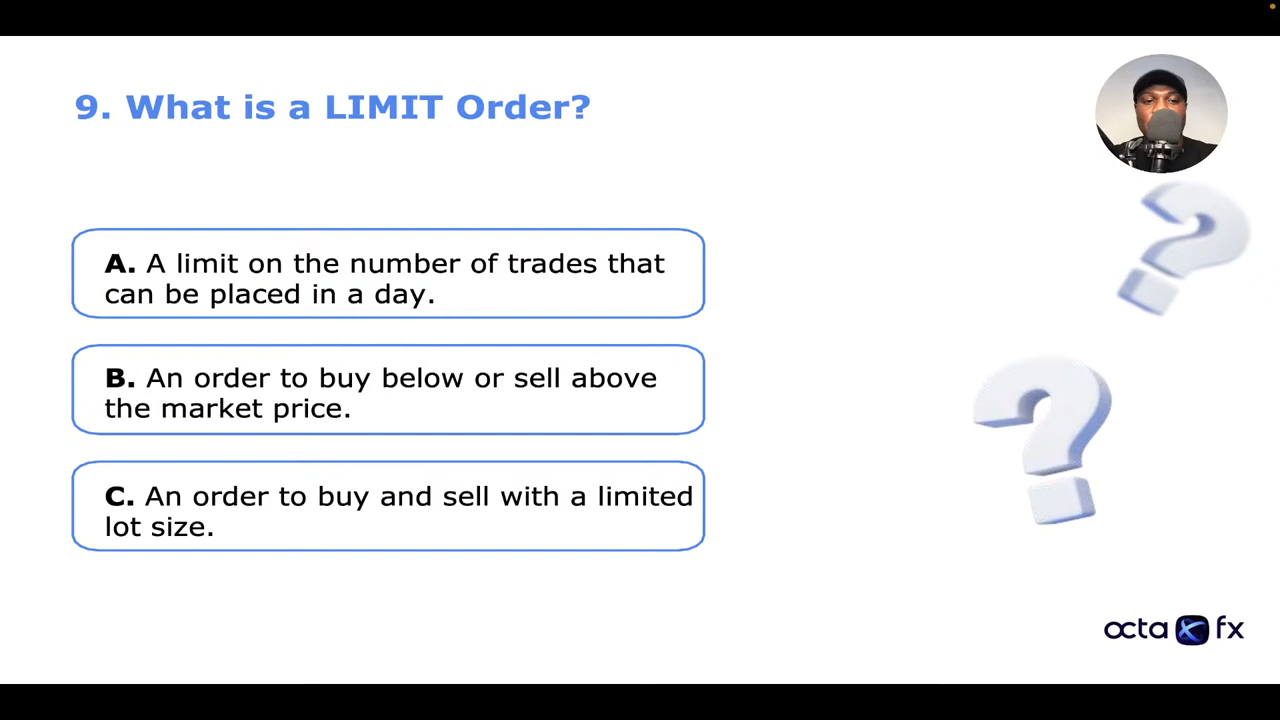 9. What is a LIMIT Order?
A. A limit on the number of trades that
can be placed in a day.
B. An order to buy below or sell above
the market price.
C. An order to buy and sell with a limited
lot size.
octa fx